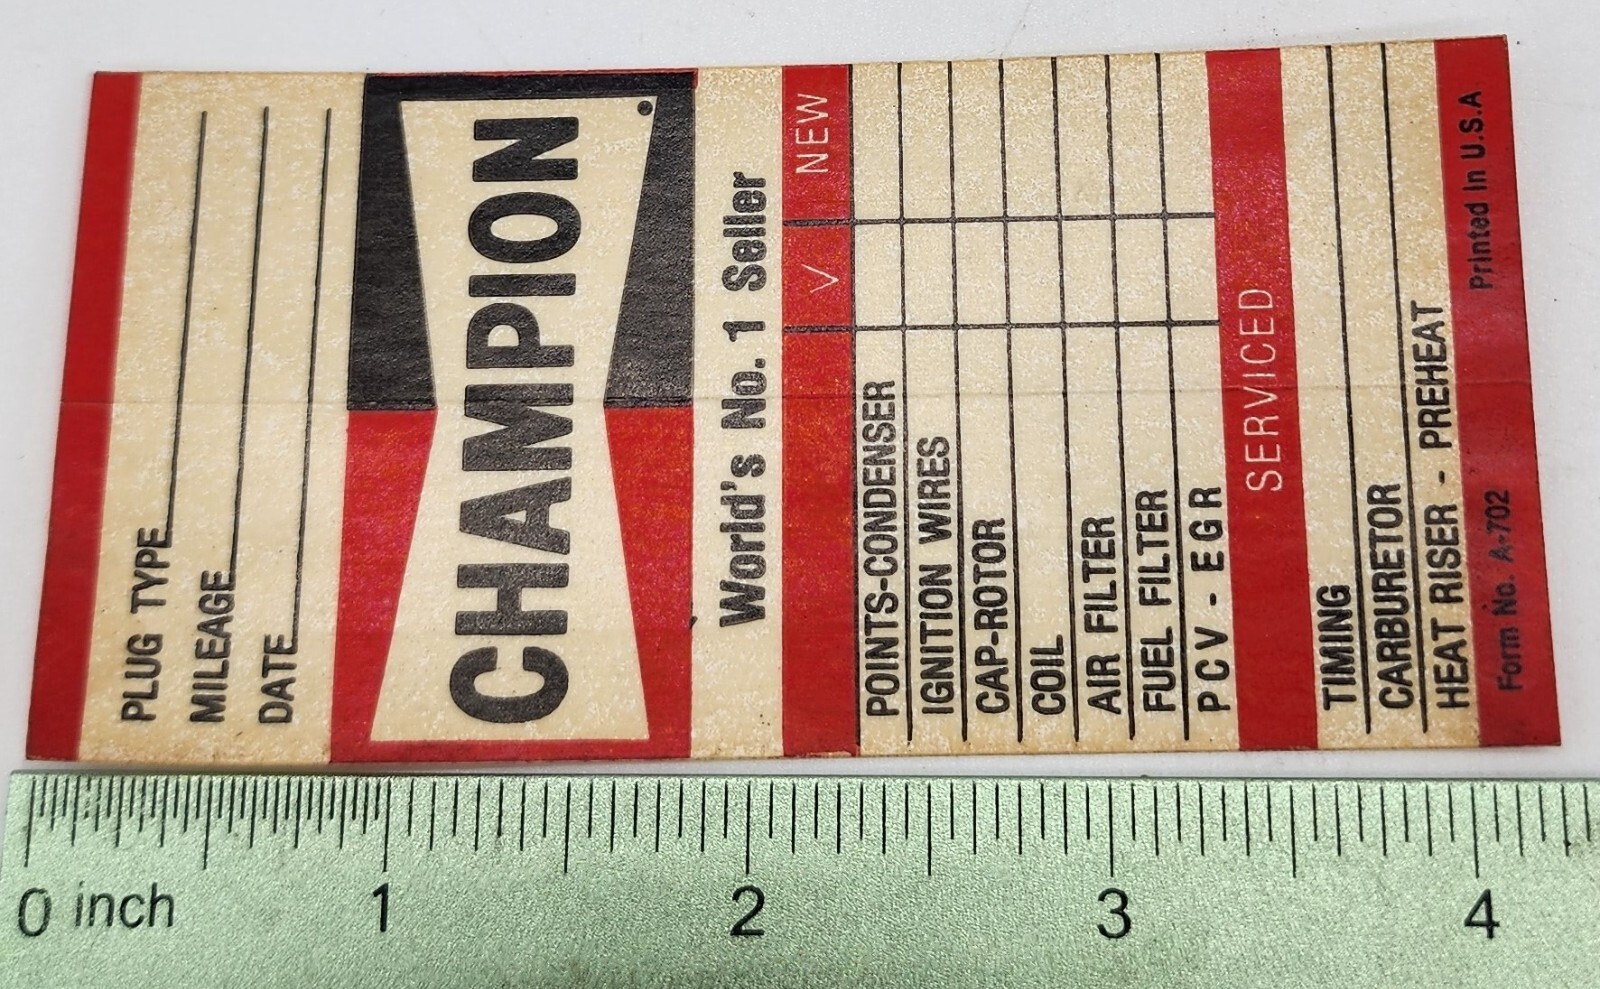 PLUG TYPE
MILEAGE
DATE
CHAMPION
World's No. 1 Seller
V NEW
POINTS-CONDENSER
IGNITION WIRES
CAP-ROTOR
COIL
AIR FILTER
FUEL FILTER
PCV - EGR
SERVICED
TIMING
CARBURETOR
HEAT RISER - PREHEAT
Form No. A-702 Printed In U.S.A
0 inch 1 2 3 4